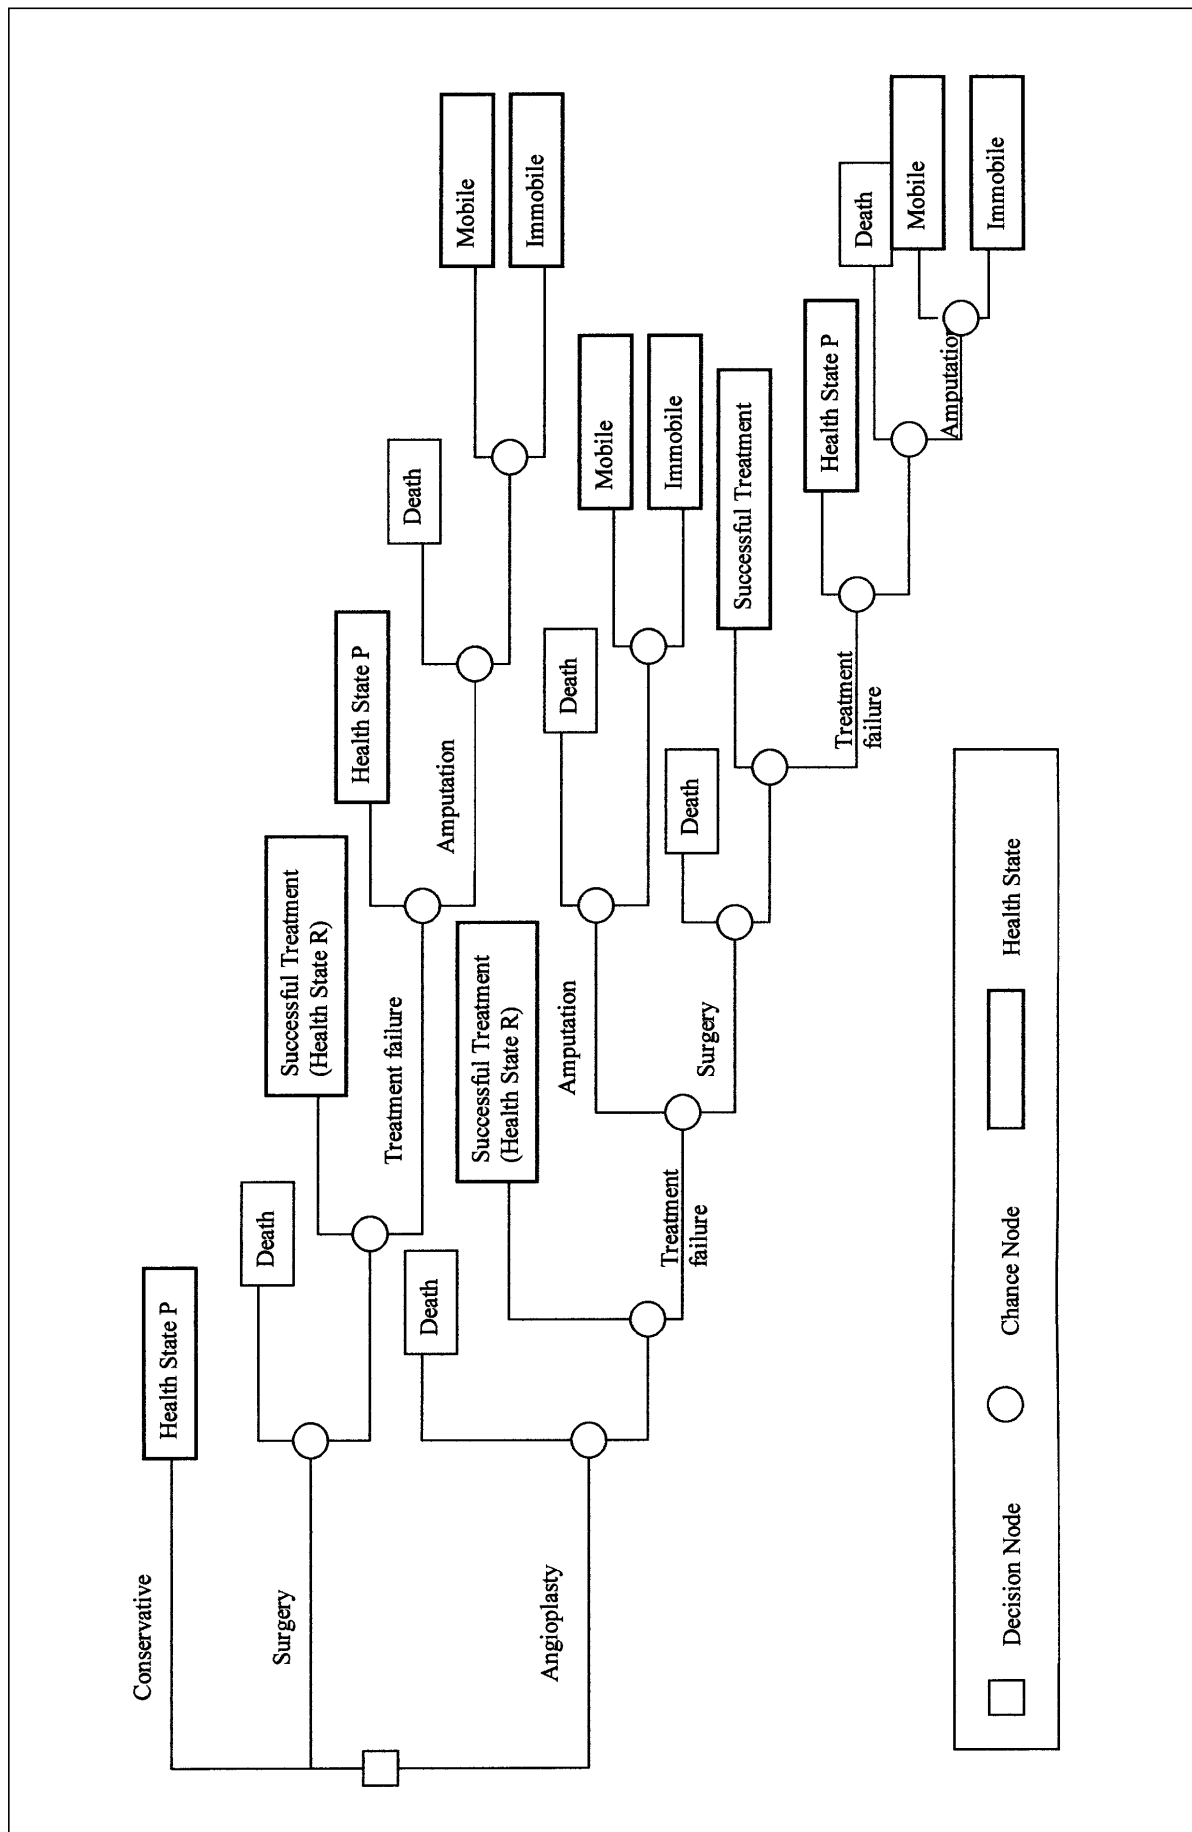 Conservative
Health State P
Surgery
Death
Successful Treatment
(Health State R)
Treatment failure
Health State P
Amputation
Death
Mobile
Immobile
Angioplasty
Death
Successful Treatment
(Health State R)
Treatment
failure
Amputation
Death
Mobile
Immobile
Surgery
Death
Successful Treatment
Treatment
failure
Health State P
Death
Amputation
Mobile
Immobile
Decision Node
Chance Node
Health State